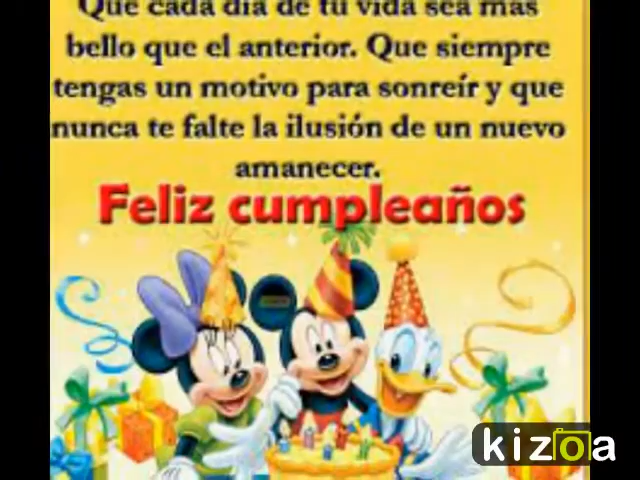 Que cada día de tu vida sea más
bello que el anterior. Que siempre
tengas un motivo para sonreír y que
nunca te falte la ilusión de un nuevo
amanecer.
Feliz cumpleaños
kizoa